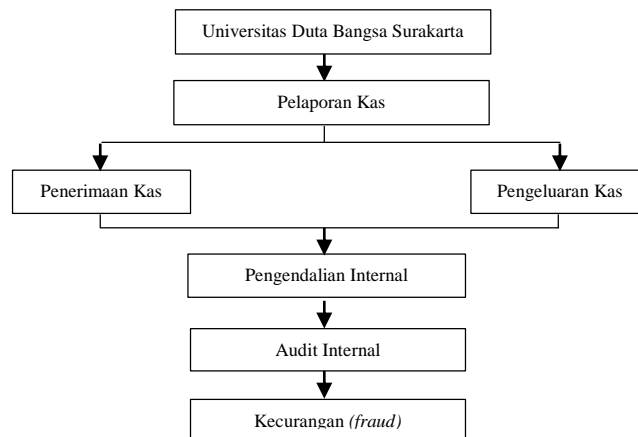 Universitas Duta Bangsa Surakarta
Pelaporan Kas
Penerimaan Kas
Pengeluaran Kas
Pengendalian Internal
Audit Internal
Kecurangan (fraud)